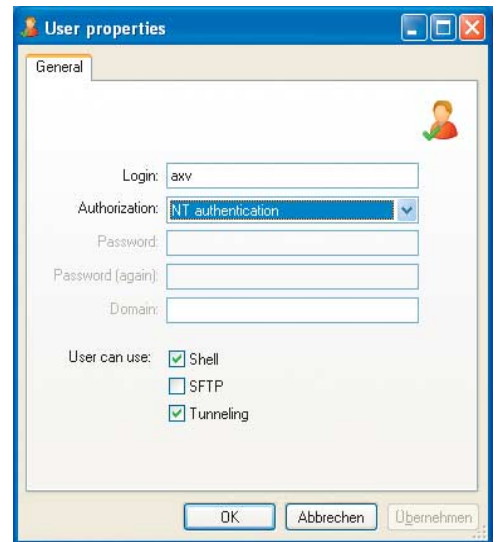 User properties
General
Login: axv
Authorization: NT authentication
Password:
Password (again):
Domain:
User can use: Shell
SFTP
Tunneling
OK Abbrechen Übernehmen